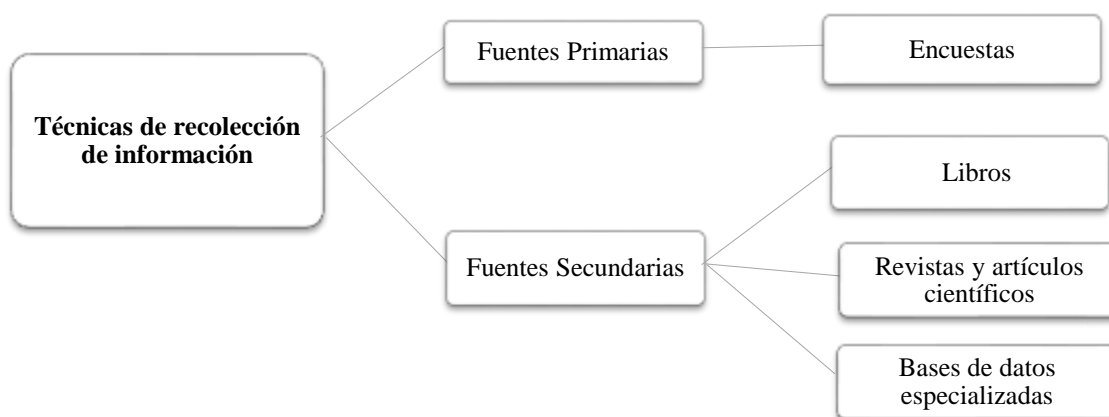 Técnicas de recolección
de información
Fuentes Primarias
Encuestas
Fuentes Secundarias
Libros
Revistas y artículos
científicos
Bases de datos
especializadas